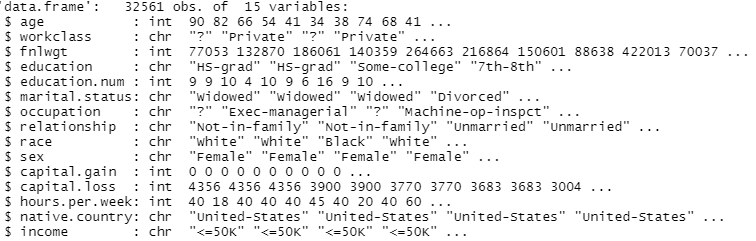 'data.frame':   32561 obs. of  15 variables:
 $ age           : int  90 82 66 54 41 34 38 74 68 41 ...
 $ workclass     : chr  "?" "Private" "?" "Private" ...
 $ fnlwgt        : int  77053 132870 186061 140359 264663 216864 150601 88638 422013 70037 ...
 $ education     : chr  "HS-grad" "HS-grad" "Some-college" "7th-8th" ...
 $ education.num : int  9 9 10 4 10 9 6 16 9 10 ...
 $ marital.status: chr  "Widowed" "Widowed" "Widowed" "Divorced" ...
 $ occupation    : chr  "?" "Exec-managerial" "?" "Machine-op-inspct" ...
 $ relationship  : chr  "Not-in-family" "Not-in-family" "Unmarried" "Unmarried" ...
 $ race          : chr  "White" "White" "Black" "White" ...
 $ sex           : chr  "Female" "Female" "Female" "Female" ...
 $ capital.gain  : int  0 0 0 0 0 0 0 0 0 0 ...
 $ capital.loss  : int  4356 4356 4356 3900 3900 3770 3770 3683 3683 3004 ...
 $ hours.per.week: int  40 18 40 40 40 45 40 20 40 60 ...
 $ native.country: chr  "United-States" "United-States" "United-States" "United-States" ...
 $ income        : chr  "<=50K" "<=50K" "<=50K" "<=50K" ...